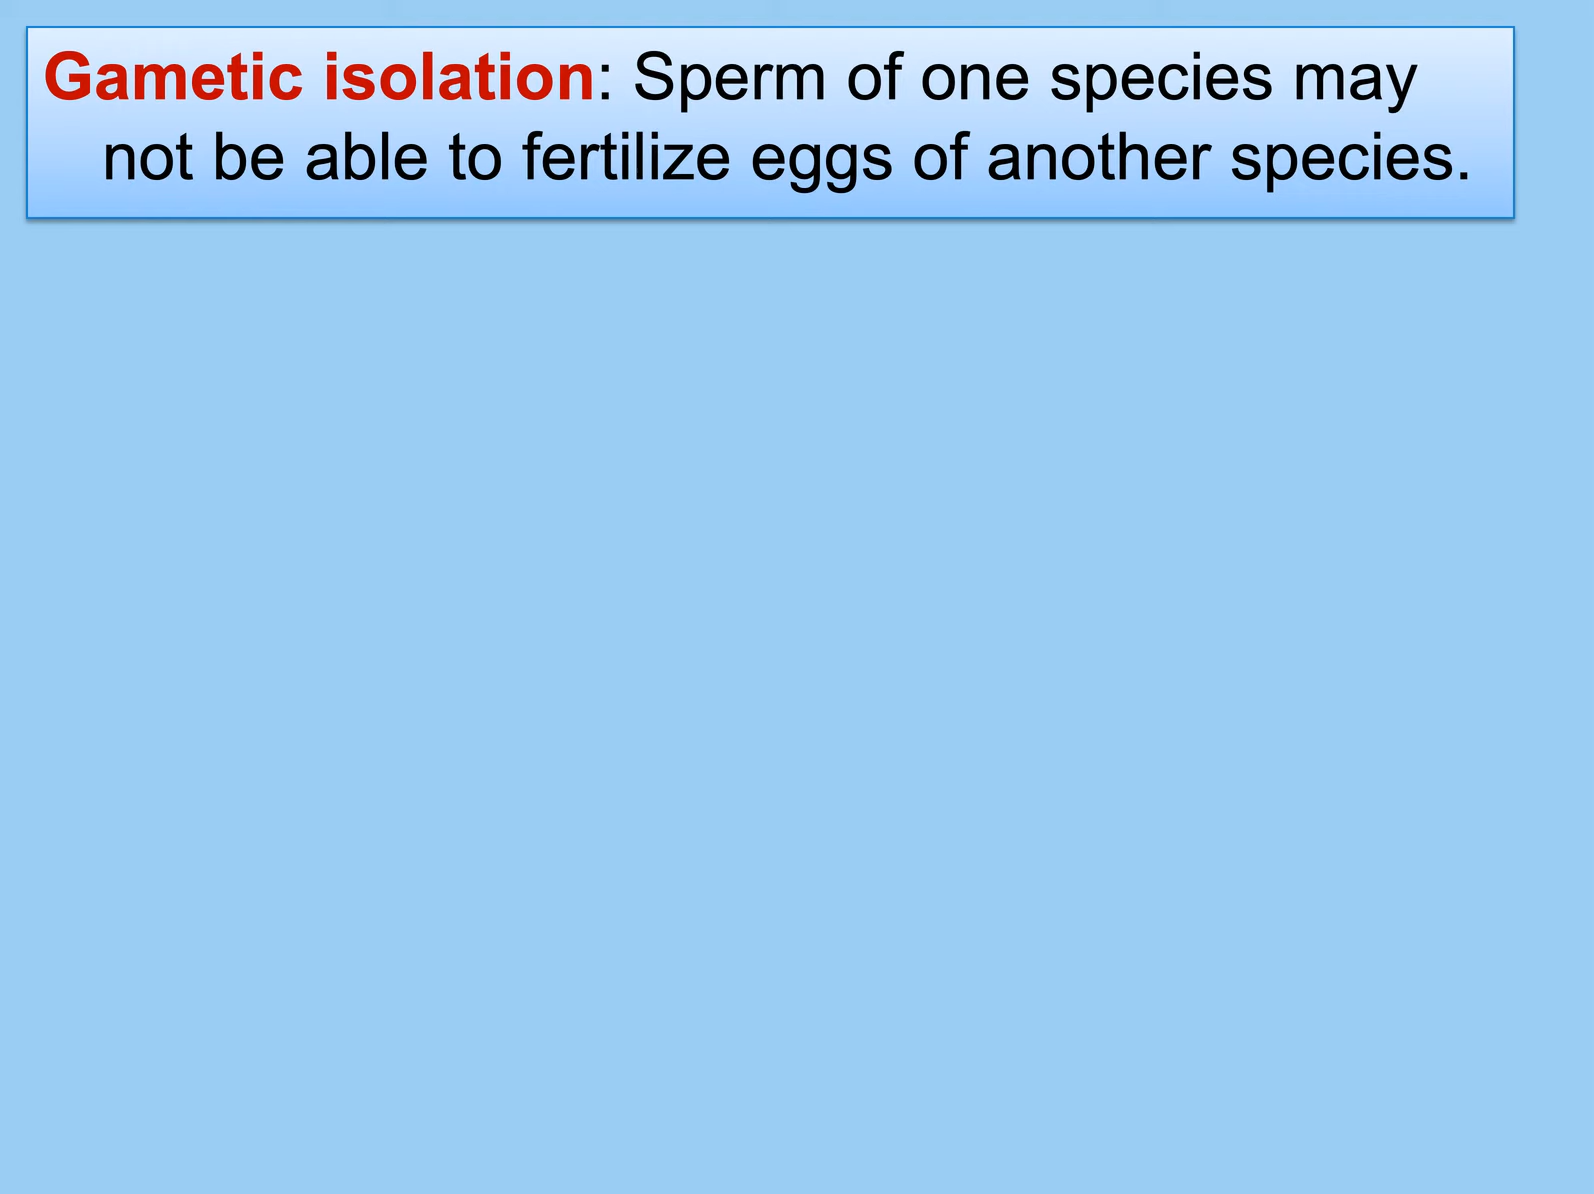 Gametic isolation: Sperm of one species may
not be able to fertilize eggs of another species.